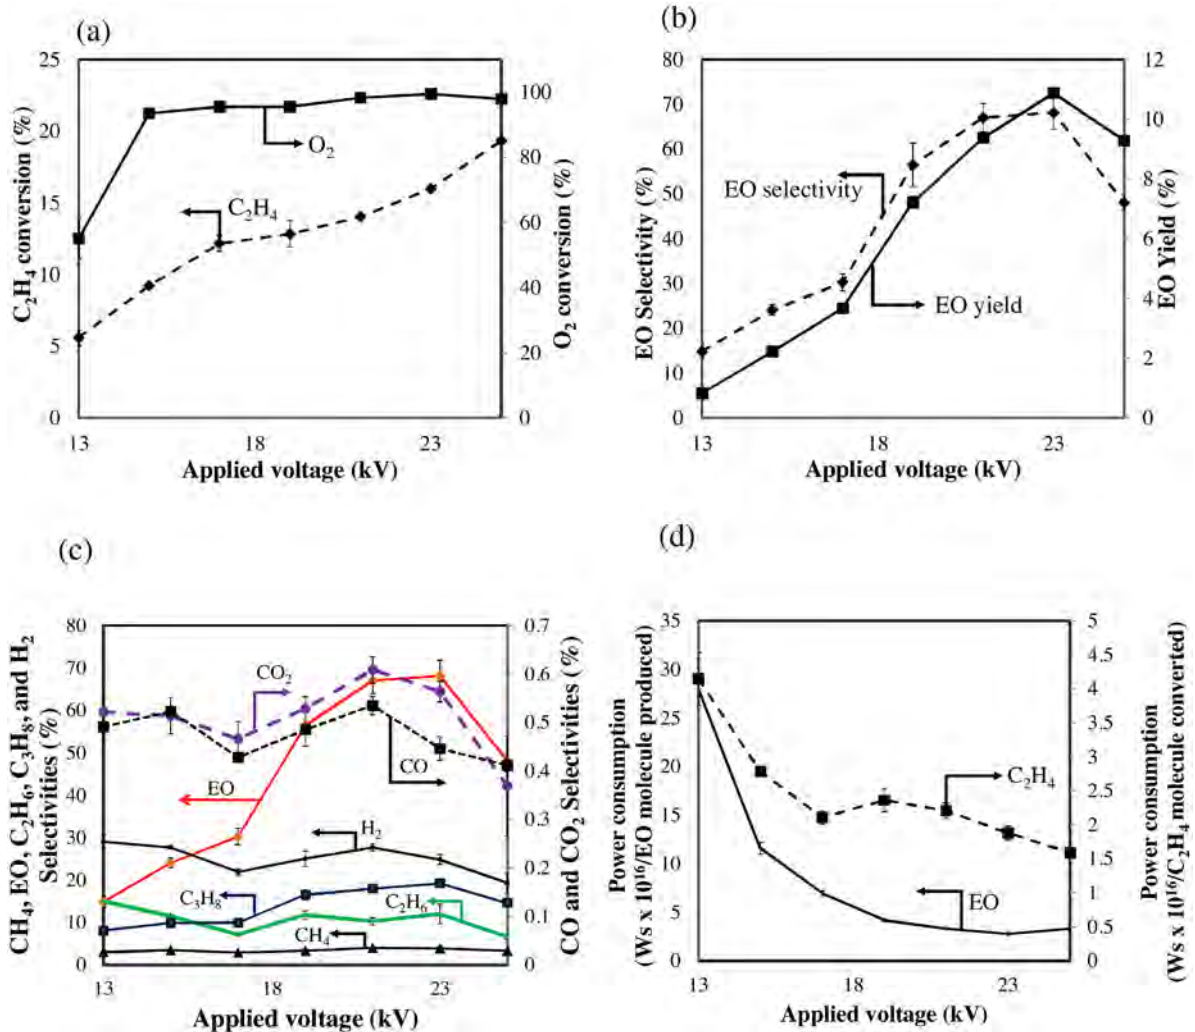 (a)
25
20
15
10
5
0
C₂H₄ conversion (%)
O₂
C₂H₄
100
80
60
40
20
0
O₂ conversion (%)
13
18
23
Applied voltage (kV)
(b)
80
70
60
50
40
30
20
10
0
EO Selectivity (%)
EO selectivity
EO yield
12
10
8
6
4
2
0
EO Yield (%)
13
18
23
Applied voltage (kV)
(c)
80
70
60
50
40
30
20
10
0
CH₄, EO, C₂H₆, C₃H₈, and H₂
Selectivities (%)
CO₂
CO
EO
H₂
C₃H₈
C₂H₆
CH₄
0.7
0.6
0.5
0.4
0.3
0.2
0.1
0
CO and CO₂ Selectivities (%)
13
18
23
Applied voltage (kV)
(d)
35
30
25
20
15
10
5
0
Power consumption
(Ws x 10¹⁶/EO molecule produced)
C₂H₄
EO
5
4.5
4
3.5
3
2.5
2
1.5
1
0.5
0
Power consumption
(Ws x 10¹⁶/C₂H₄ molecule converted)
13
18
23
Applied voltage (kV)